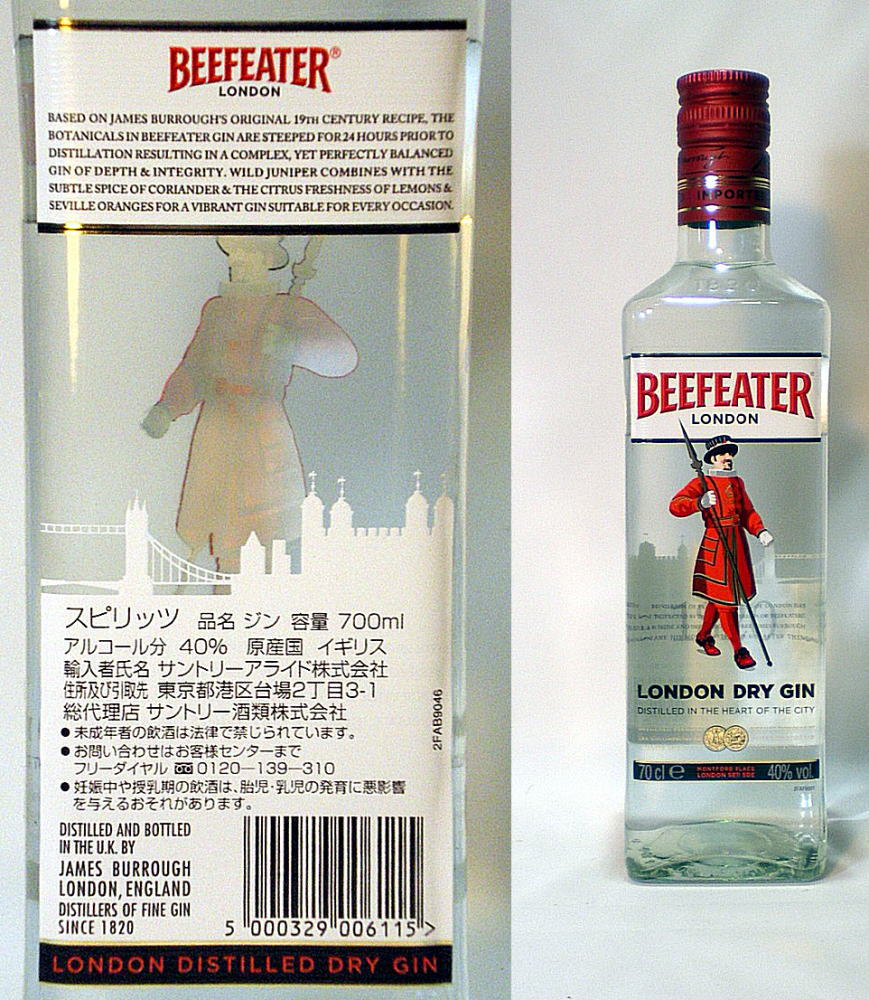 BEEFEATER®
LONDON
BASED ON JAMES BURROUGH'S ORIGINAL 19TH CENTURY RECIPE, THE
BOTANICALS IN BEEFEATER GIN ARE STEEPED FOR 24 HOURS PRIOR TO
DISTILLATION RESULTING IN A COMPLEX, YET PERFECTLY BALANCED
GIN OF DEPTH & INTEGRITY. WILD JUNIPER COMBINES WITH THE
SUBTLE SPICE OF CORIANDER & THE CITRUS FRESHNESS OF LEMONS &
SEVILLE ORANGES FOR A VIBRANT GIN SUITABLE FOR EVERY OCCASION.
スピリッツ 品名 ジン 容量 700ml
アルコール分 40% 原産国 イギリス
輸入者氏名 サントリーアライド株式会社
住所及び引取先 東京都港区台場2丁目3-1
総代理店 サントリー酒類株式会社
●未成年者の飲酒は法律で禁じられています。
●お問い合わせはお客様センターまで
フリーダイヤル 0120-139-310
●妊娠中や授乳期の飲酒は、胎児・乳児の発育に悪影響
を与えるおそれがあります。
2FAB9046
DISTILLED AND BOTTLED
IN THE U.K. BY
JAMES BURROUGH
LONDON, ENGLAND
DISTILLERS OF FINE GIN
SINCE 1820
5 000329 006115 >
LONDON DISTILLED DRY GIN
IMPORTED
1820
BEEFEATER®
LONDON
LONDON DRY GIN
DISTILLED IN THE HEART OF THE CITY
70 cl e
MONTFORD PLACE
LONDON SE11 5DE
40% vol.